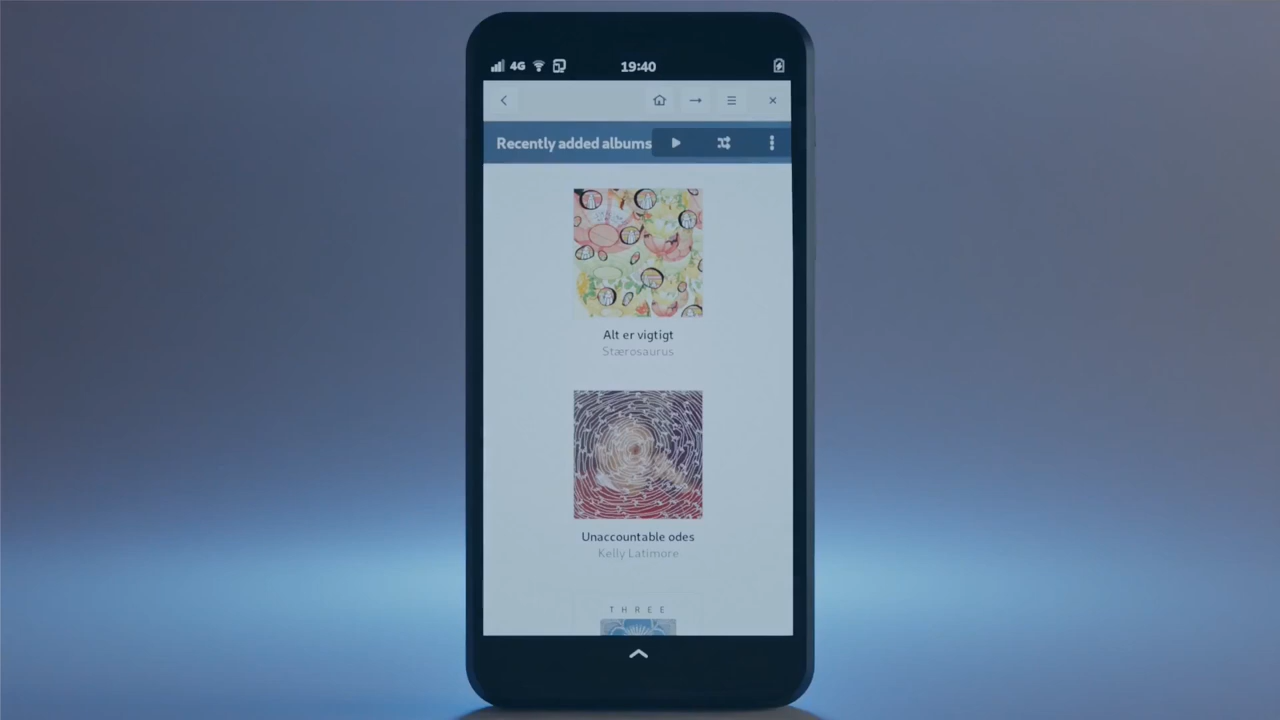 4G
19:40
Recently added albums
Alt er vigtigt
Stærosaurus
Unaccountable odes
Kelly Latimore
THREE